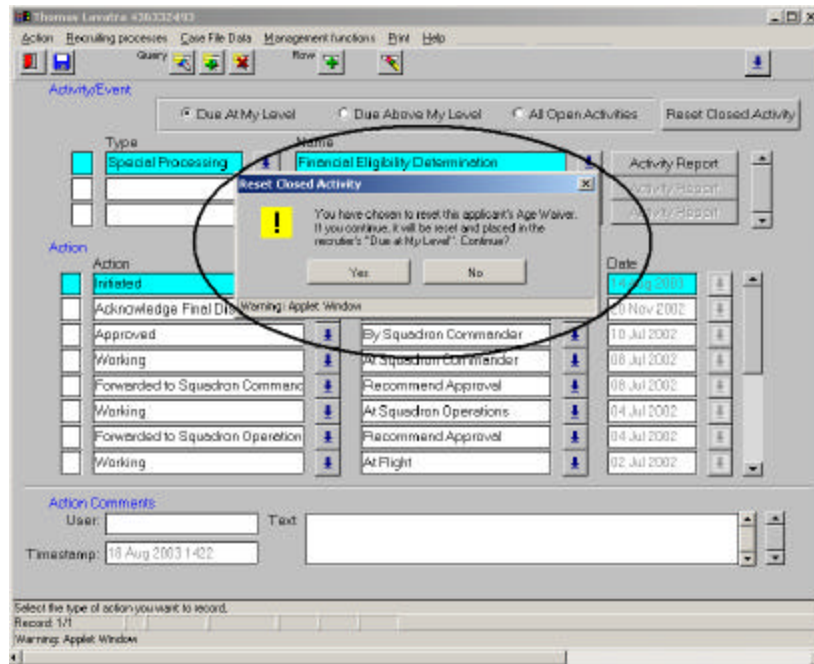 Thomas Lavatra 436332493
Action Recruiting processes Case File Data Management functions Print Help
Query Row
Activity/Event
Due At My Level Due Above My Level All Open Activities Reset Closed Activity
Type Name
Special Processing Financial Eligibility Determination Activity Report
Activity Report
Activity Report
Reset Closed Activity
You have chosen to reset this applicant's Age Waiver.
If you continue, it will be reset and placed in the
recruiter's "Due at My Level". Continue?
Yes No
Warning: Applet Window
Action
Action Date
Initiated 14 Aug 2003
Acknowledge Final Dis 20 Nov 2002
Approved By Squadron Commander 10 Jul 2002
Working At Squadron Commander 08 Jul 2002
Forwarded to Squadron Commanc Recommend Approval 08 Jul 2002
Working At Squadron Operations 04 Jul 2002
Forwarded to Squadron Operation Recommend Approval 04 Jul 2002
Working At Flight 02 Jul 2002
Action Comments
User: Text
Timestamp: 18 Aug 2003 1422
Select the type of action you want to record.
Record: 1/1
Warning: Applet Window